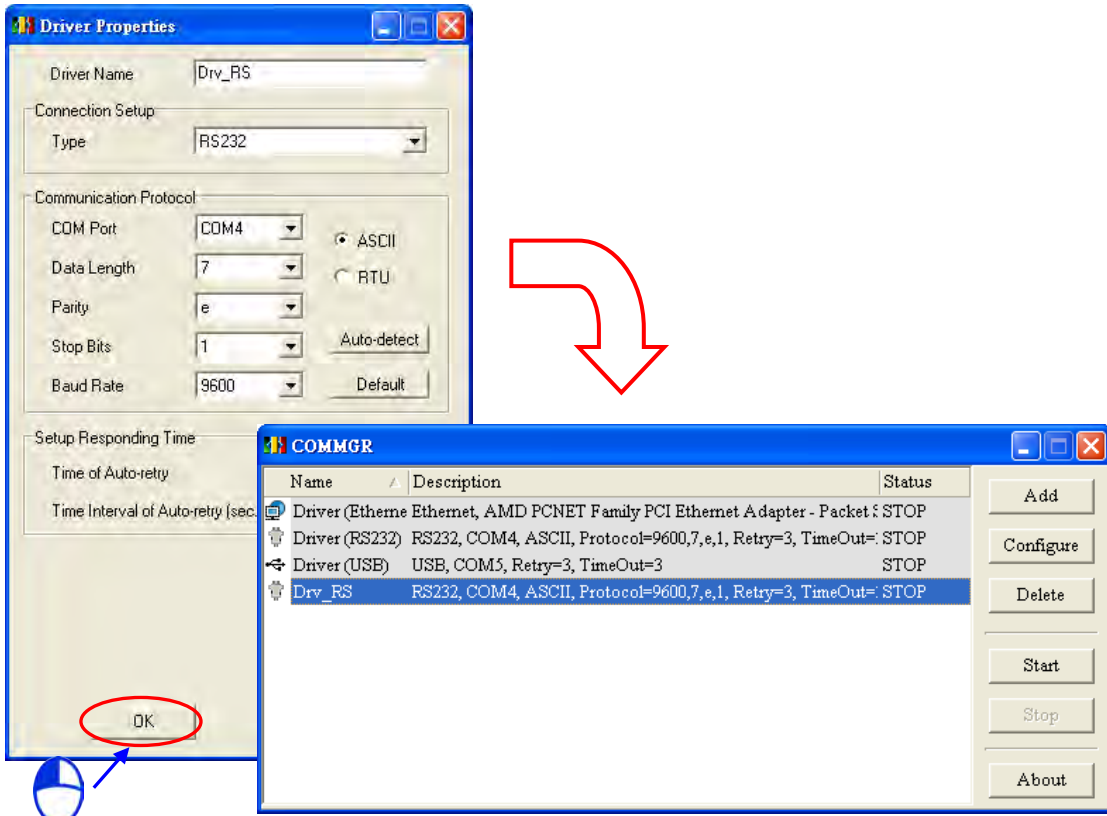 Driver Properties
Driver Name Drv_RS
Connection Setup
Type RS232
Communication Protocol
COM Port COM4 ASCII
Data Length 7 RTU
Parity e
Stop Bits 1 Auto-detect
Baud Rate 9600 Default
Setup Responding Time
Time of Auto-retry
Time Interval of Auto-retry (sec.
OK
COMMGR
Name Description Status
Driver (Etherne Ethernet, AMD PCNET Family PCI Ethernet Adapter - Packet STOP
Driver (RS232) RS232, COM4, ASCII, Protocol=9600,7,e,1, Retry=3, TimeOut= STOP
Driver (USB) USB, COM5, Retry=3, TimeOut=3 STOP
Drv_RS RS232, COM4, ASCII, Protocol=9600,7,e,1, Retry=3, TimeOut= STOP
Add
Configure
Delete
Start
Stop
About